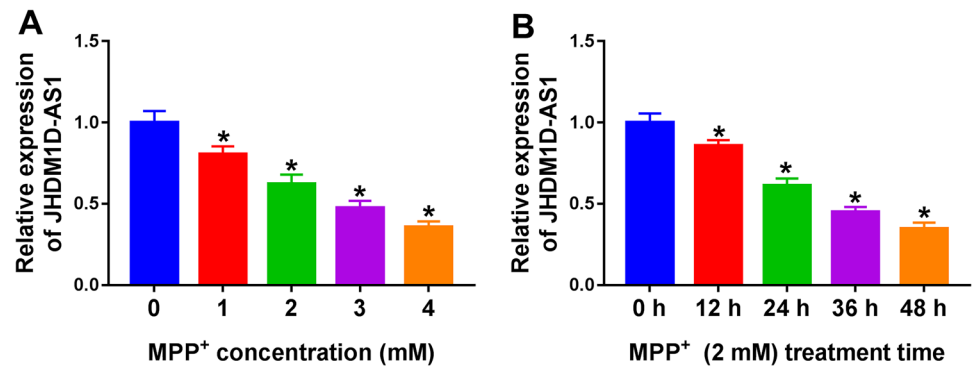 A
Relative expression
of JHDM1D-AS1
1.5
1.0
0.5
0.0
*
*
*
*
0 1 2 3 4
MPP⁺ concentration (mM)
B
Relative expression
of JHDM1D-AS1
1.5
1.0
0.5
0.0
*
*
*
*
0 h 12 h 24 h 36 h 48 h
MPP⁺ (2 mM) treatment time